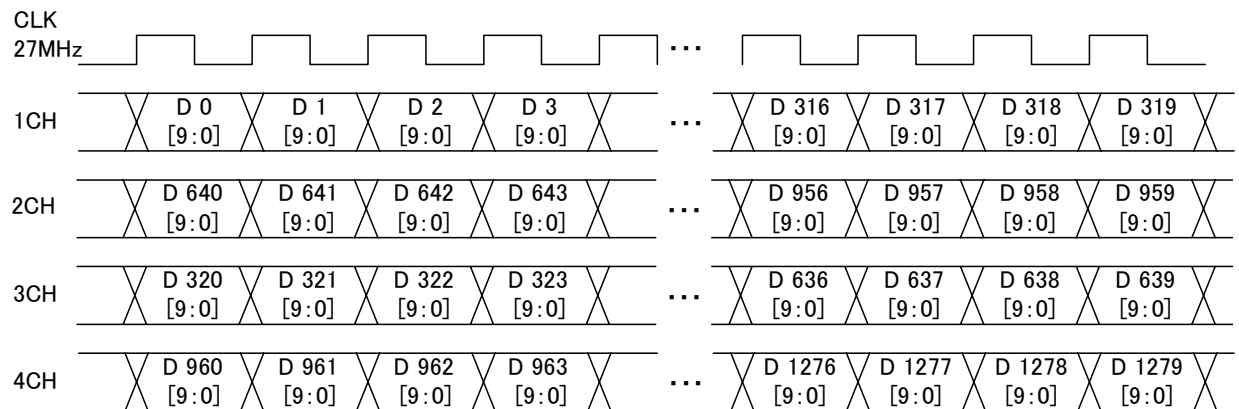 CLK
27MHz
...
1CH
D 0 D 1 D 2 D 3 ... D 316 D 317 D 318 D 319
[9:0] [9:0] [9:0] [9:0] [9:0] [9:0] [9:0] [9:0]
2CH
D 640 D 641 D 642 D 643 ... D 956 D 957 D 958 D 959
[9:0] [9:0] [9:0] [9:0] [9:0] [9:0] [9:0] [9:0]
3CH
D 320 D 321 D 322 D 323 ... D 636 D 637 D 638 D 639
[9:0] [9:0] [9:0] [9:0] [9:0] [9:0] [9:0] [9:0]
4CH
D 960 D 961 D 962 D 963 ... D 1276 D 1277 D 1278 D 1279
[9:0] [9:0] [9:0] [9:0] [9:0] [9:0] [9:0] [9:0]